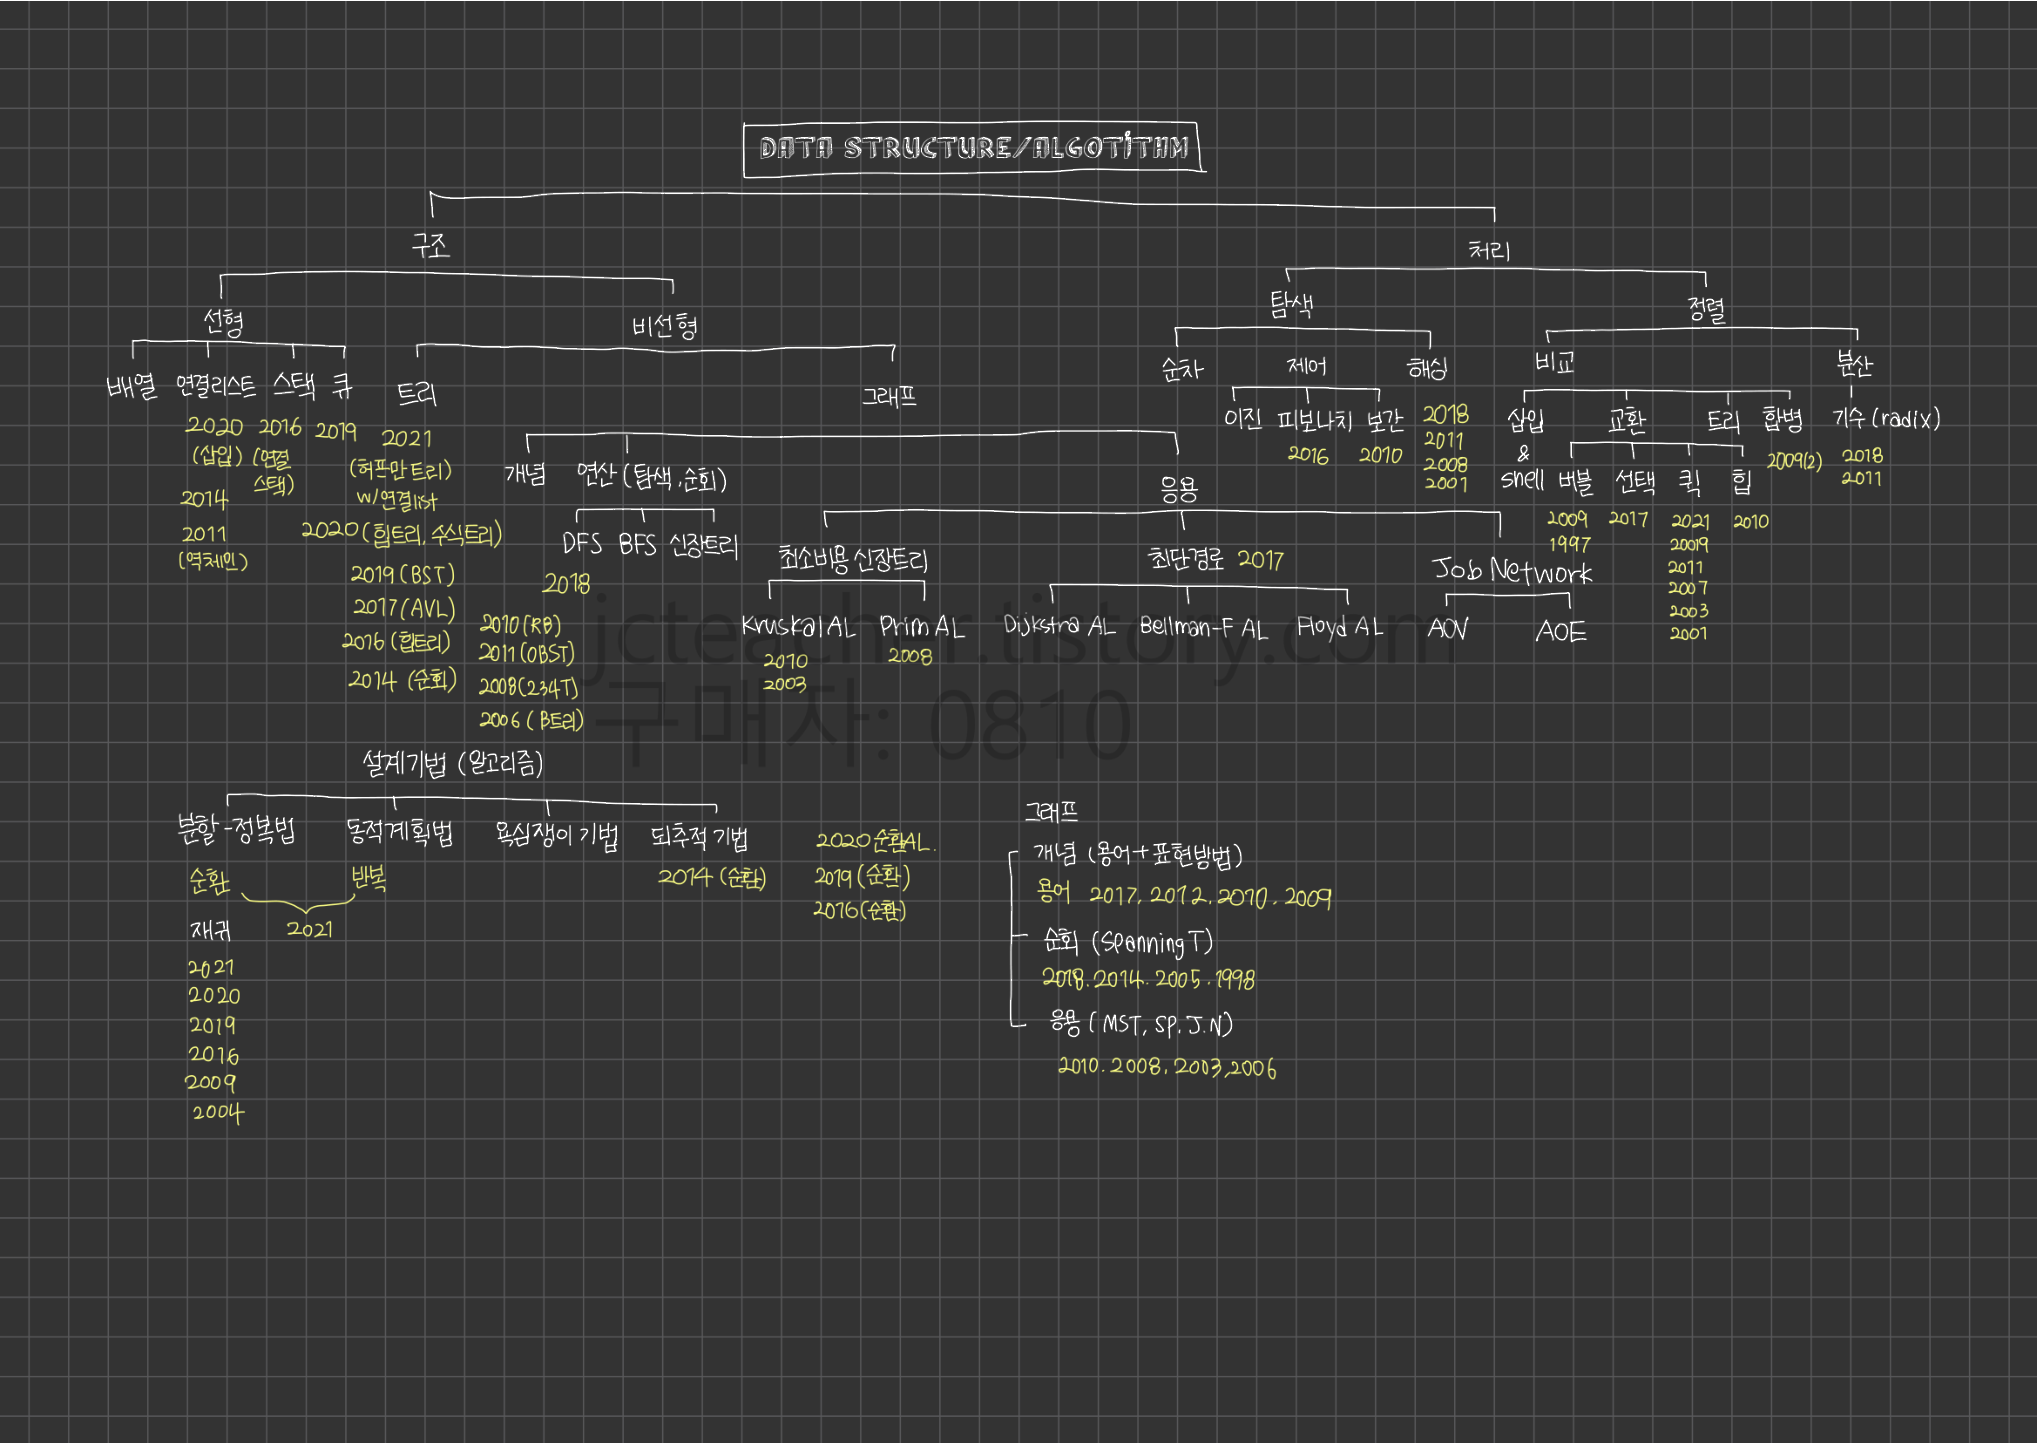 DATA STRUCTURE/ALGOTiTHM
구조
처리
선형
비선형
탐색
정렬
배열 연결리스트 스택 큐
트리
그래프
순차 제어 해싱
비교 분산
이진 피보나치 보간
2016 2010
2018
2011
2008
2001
삽입 교환 트리 합병 기수 (radix)
&
shell 버블 선택 퀵 힙
2009(2)
2018
2011
2009 2017 2021 2010
1997 20019
2011
2007
2003
2001
2020 2016 2019
(삽입) (연결
스택)
2014
2011
(역체인)
2021
(허프만 트리)
w/연결list
2020 (힙트리, 수식트리)
2019 (BST)
2017 (AVL)
2016 (힙트리)
2014 (순회)
2010 (RB)
2011 (OBST)
2008 (234T)
2006 (B트리)
개념 연산 (탐색, 순회)
응용
DFS BFS 신장트리
2018
최소비용 신장트리
최단경로 2017
Job Network
Kruskal AL Prim AL
2010 2008
2003
Dijkstra AL Bellman-F AL Floyd AL
AOV AOE
jcteacher.tistory.com
구매자: 0810
설계기법 (알고리즘)
분할-정복법 동적계획법 욕심쟁이 기법 되추적 기법
순환 반복 2014 (순환)
재귀 2021
2021
2020
2019
2016
2009
2004
2020 순환AL.
2019 (순환)
2016 (순환)
그래프
개념 (용어+표현방법)
용어 2017. 2012. 2010. 2009
순회 (Spanning T)
2018. 2014. 2005. 1998
응용 (MST, SP, J.N)
2010. 2008. 2003, 2006